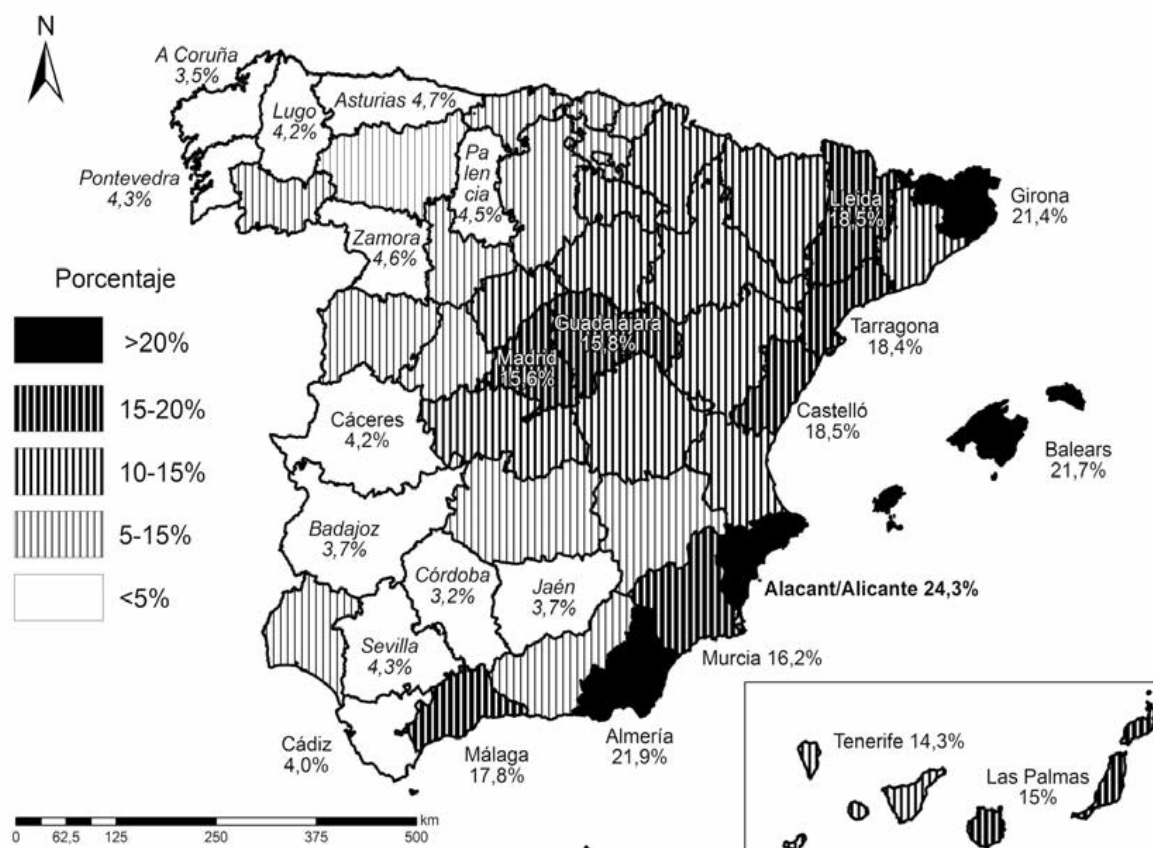 N
A Coruña
3,5%
Lugo
4,2%
Asturias 4,7%
Pa
len
cia
4,5%
Pontevedra
4,3%
Zamora
4,6%
Lleida
18,5%
Girona
21,4%
Porcentaje
>20%
15-20%
10-15%
5-15%
<5%
Guadalajara
15,8%
Madrid
15,6%
Tarragona
18,4%
Castelló
18,5%
Balears
21,7%
Cáceres
4,2%
Badajoz
3,7%
Córdoba
3,2%
Jaén
3,7%
Alacant/Alicante 24,3%
Sevilla
4,3%
Murcia 16,2%
Cádiz
4,0%
Málaga
17,8%
Almería
21,9%
Tenerife 14,3%
Las Palmas
15%
km
0 62,5 125 250 375 500